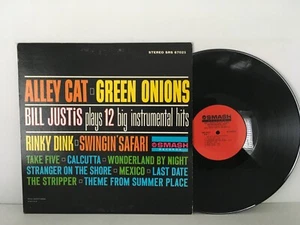 STEREO SRS 67021
ALLEY CAT GREEN ONIONS
BILL JUSTIS plays 12 big instrumental hits
RINKY DINK SWINGIN' SAFARI SMASH
TAKE FIVE CALCUTTA WONDERLAND BY NIGHT
STRANGER ON THE SHORE MEXICO LAST DATE
THE STRIPPER THEME FROM SUMMER PLACE
SMASH